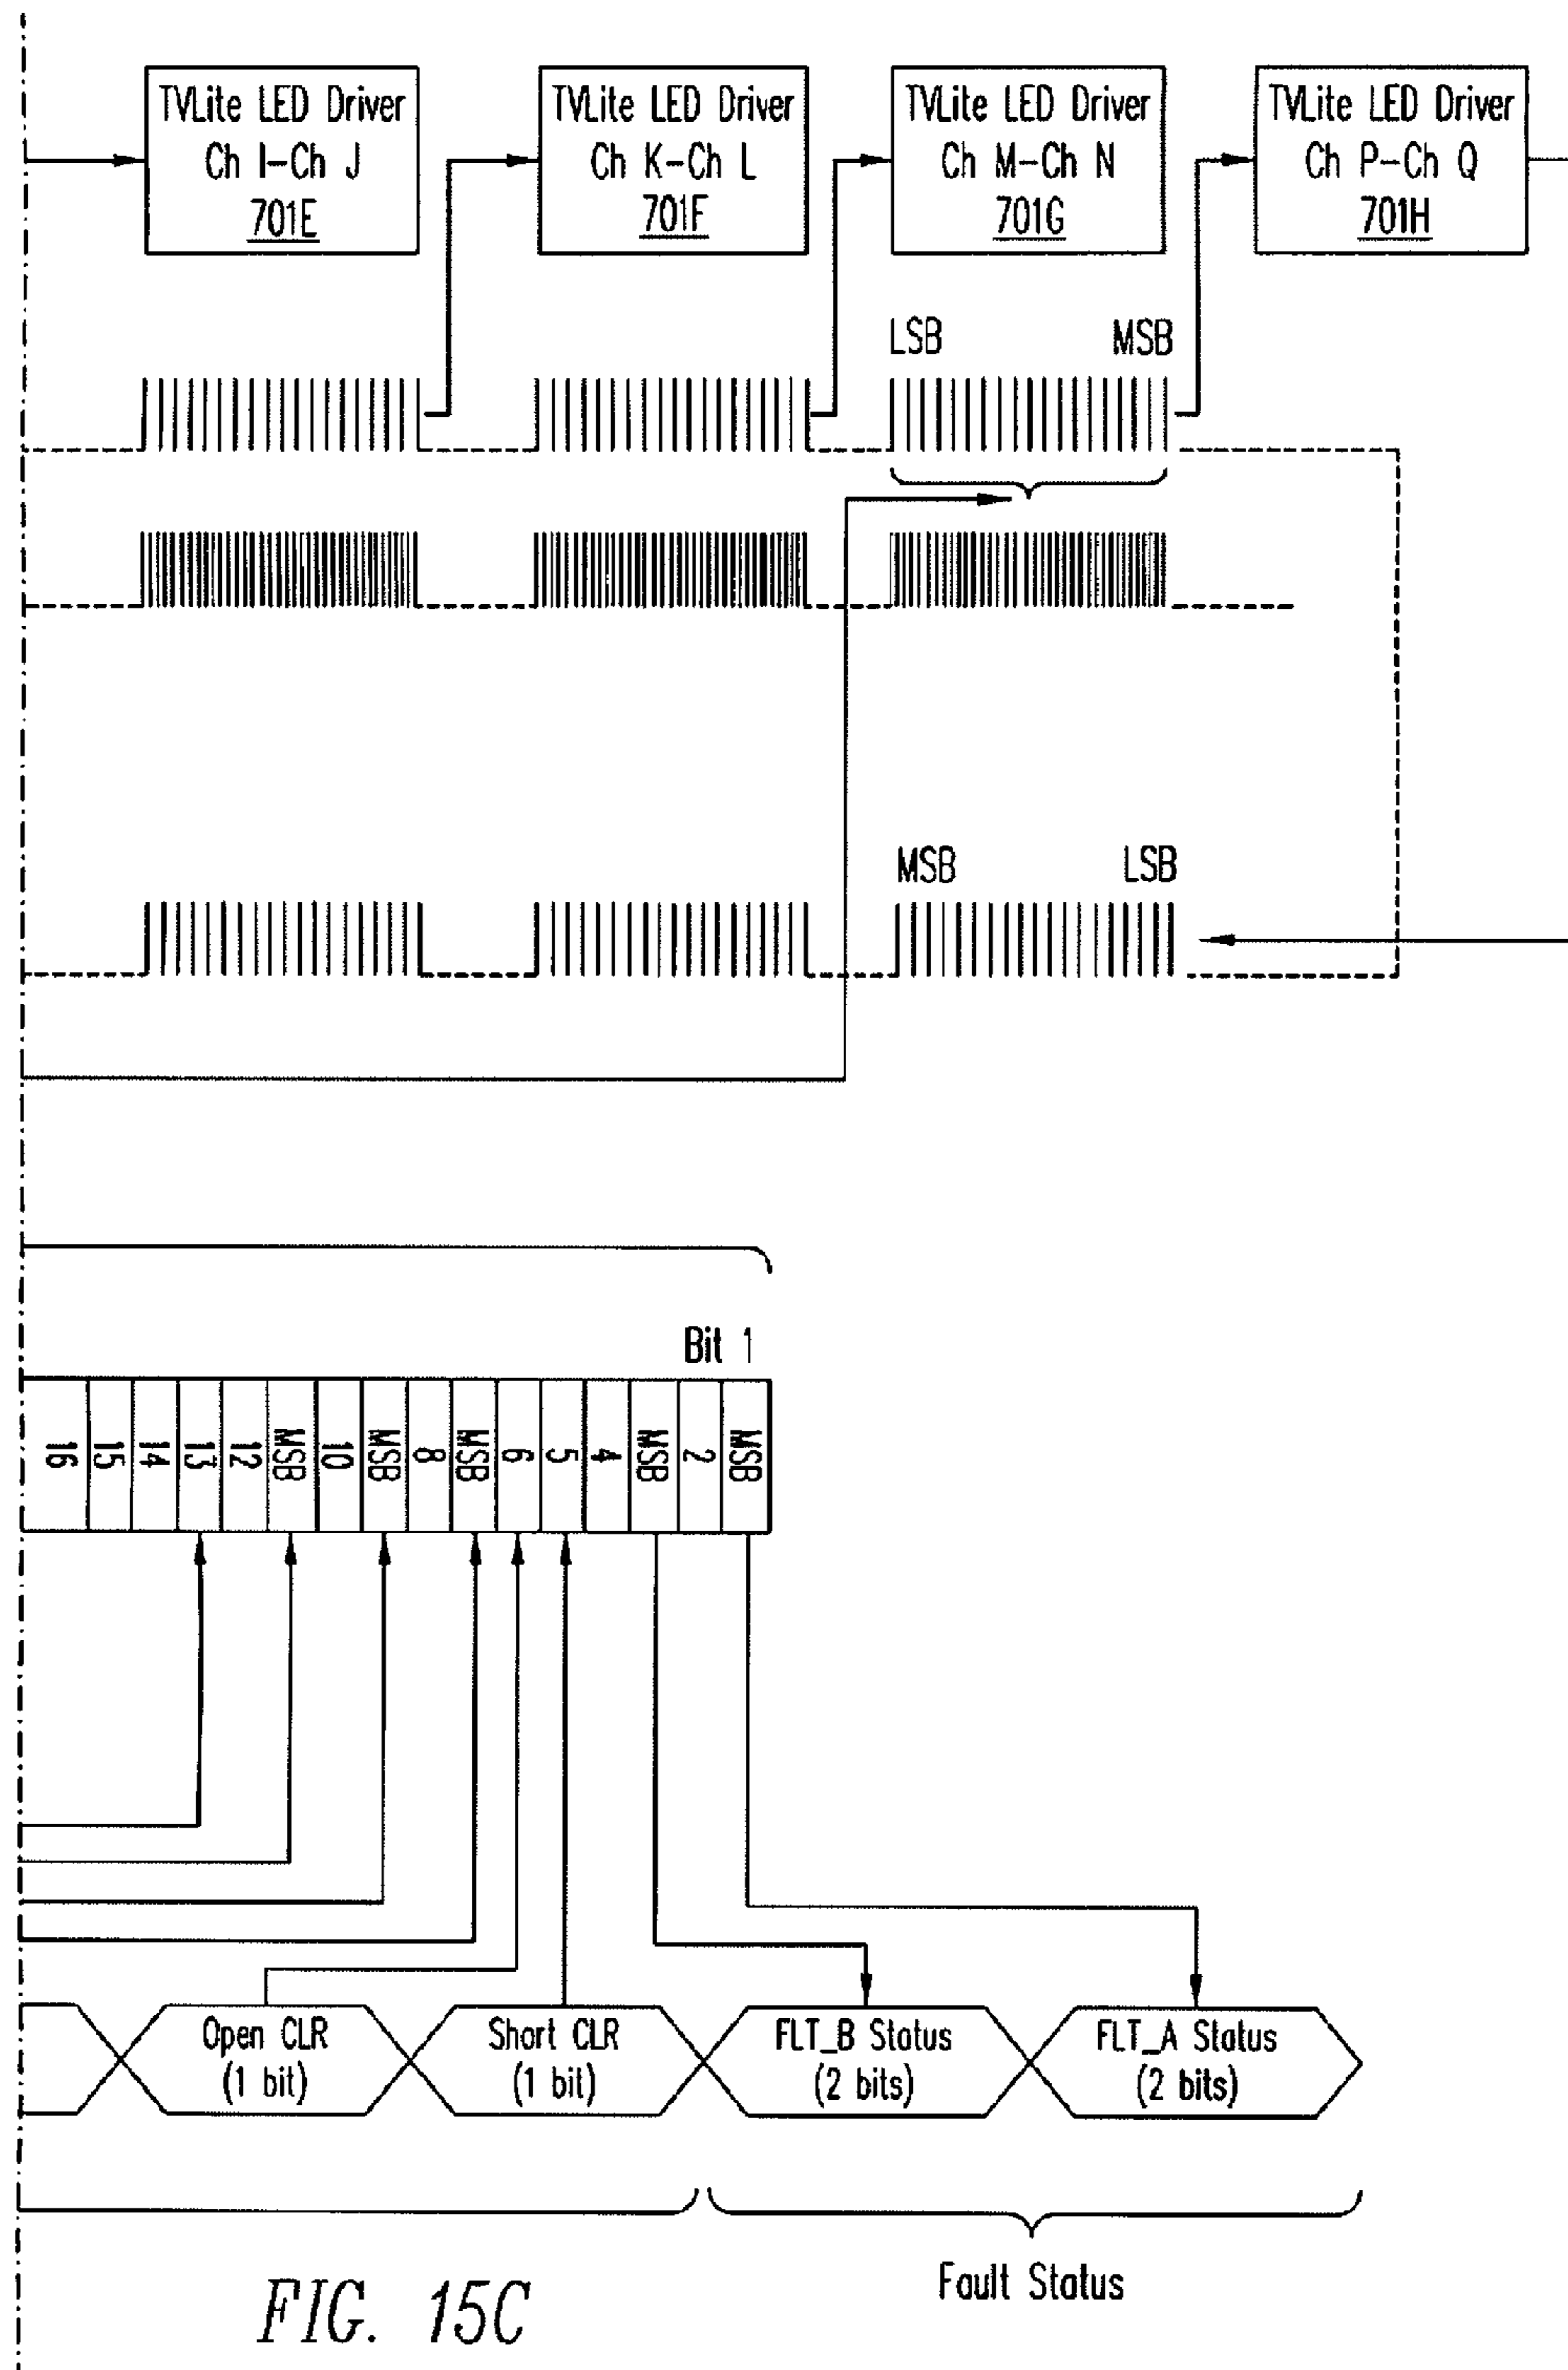 TVLite LED Driver
Ch I-Ch J
701E
TVLite LED Driver
Ch K-Ch L
701F
TVLite LED Driver
Ch M-Ch N
701G
TVLite LED Driver
Ch P-Ch Q
701H
LSB MSB
MSB LSB
Bit 1
16 15 14 13 12 MSB 10 MSB 8 MSB 6 5 4 MSB 2 MSB
Open CLR
(1 bit)
Short CLR
(1 bit)
FLT_B Status
(2 bits)
FLT_A Status
(2 bits)
Fault Status
FIG. 15C